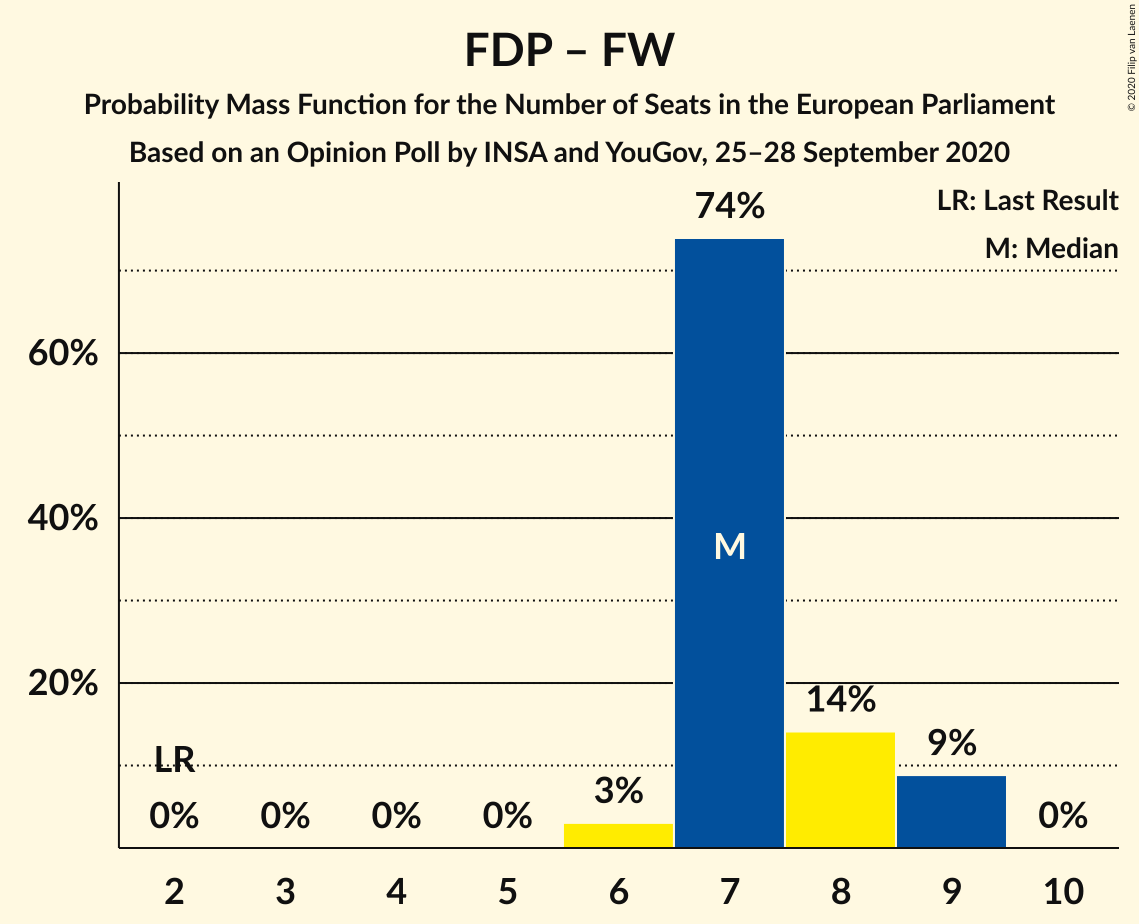 FDP – FW
Probability Mass Function for the Number of Seats in the European Parliament
Based on an Opinion Poll by INSA and YouGov, 25–28 September 2020
© 2020 Filip van Laenen
LR: Last Result
M: Median
74%
60%
40%
M
20%
14%
9%
LR
3%
0% 0% 0% 0% 0%
2 3 4 5 6 7 8 9 10